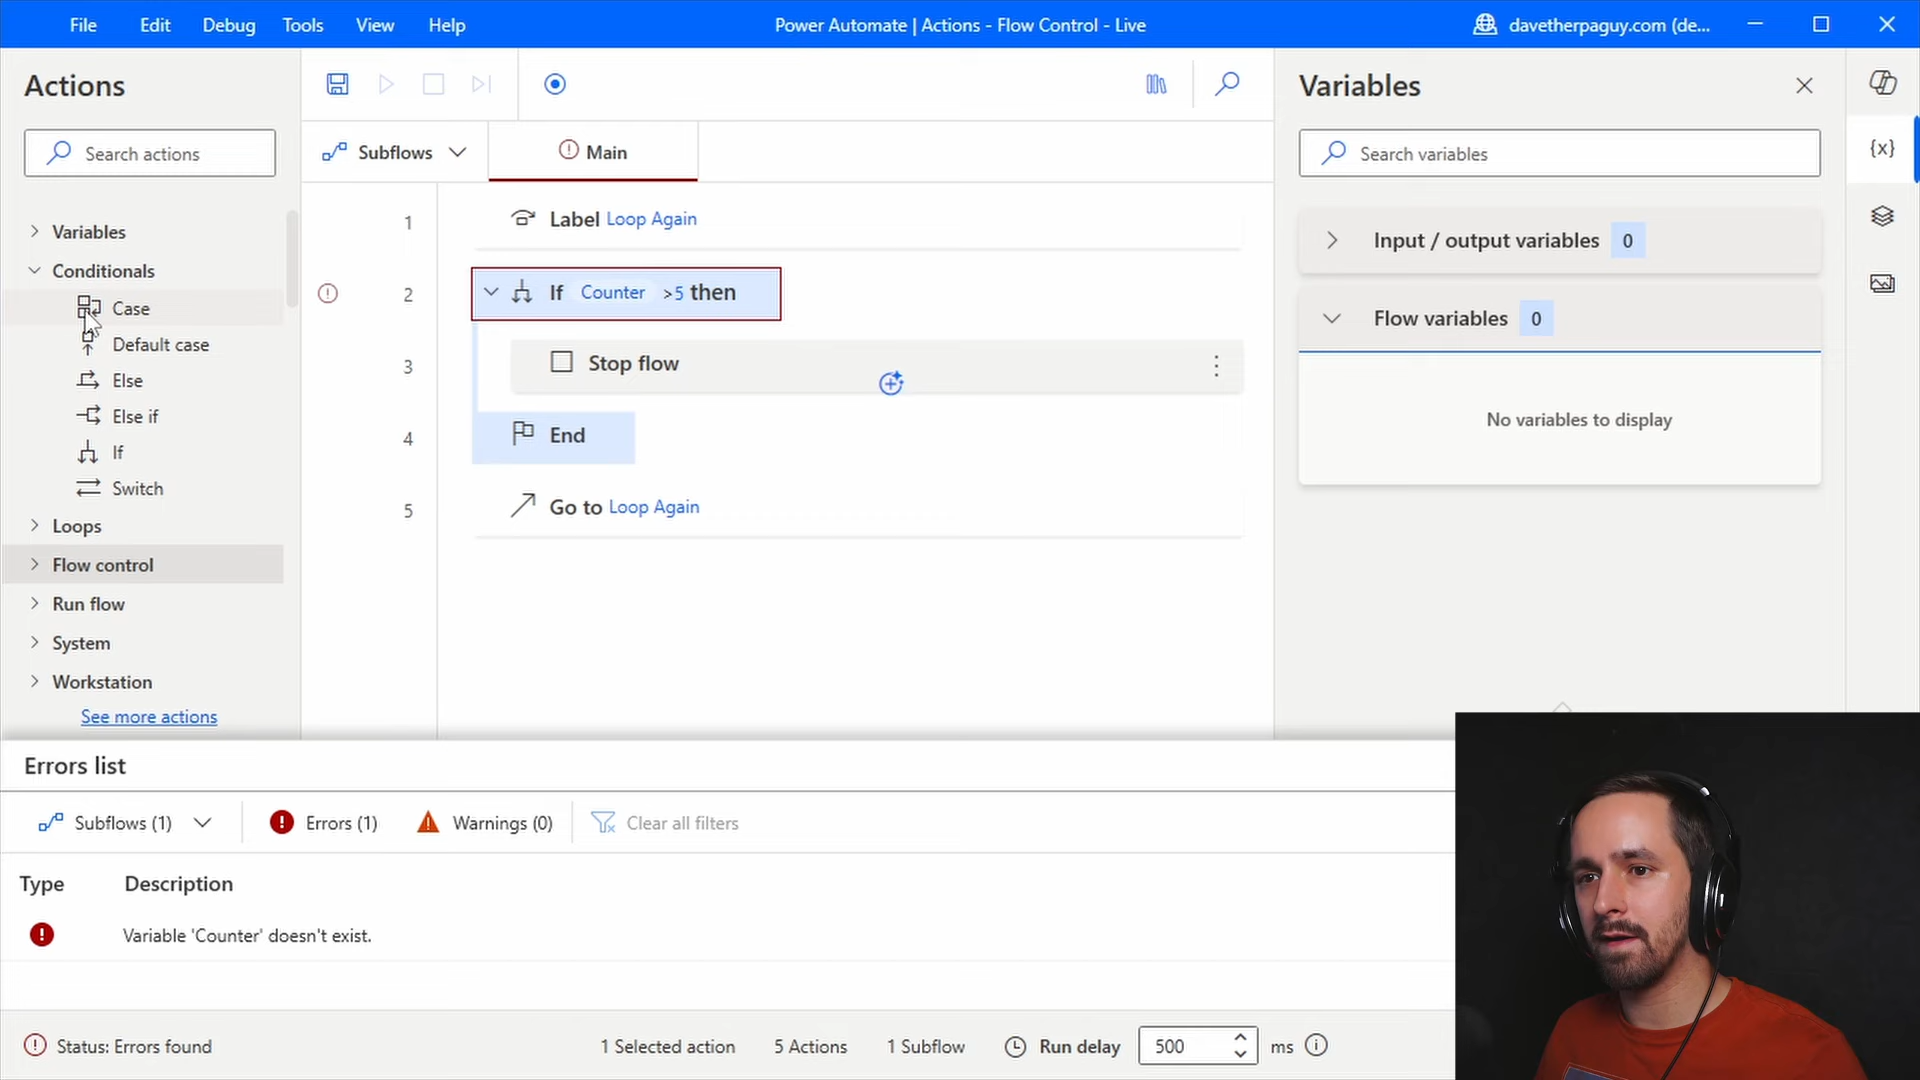 File Edit Debug Tools View Help Power Automate | Actions - Flow Control - Live davetherpaguy.com (de...
Actions
Search actions
Variables
Conditionals
Case
Default case
Else
Else if
If
Switch
Loops
Flow control
Run flow
System
Workstation
See more actions
Subflows
Main
1 Label Loop Again
2 If Counter >5 then
3 Stop flow
4 End
5 Go to Loop Again
Variables
Search variables
{x}
Input / output variables 0
Flow variables 0
No variables to display
Errors list
Subflows (1) Errors (1) Warnings (0) Clear all filters
Type Description
Variable 'Counter' doesn't exist.
Status: Errors found 1 Selected action 5 Actions 1 Subflow Run delay 500 ms